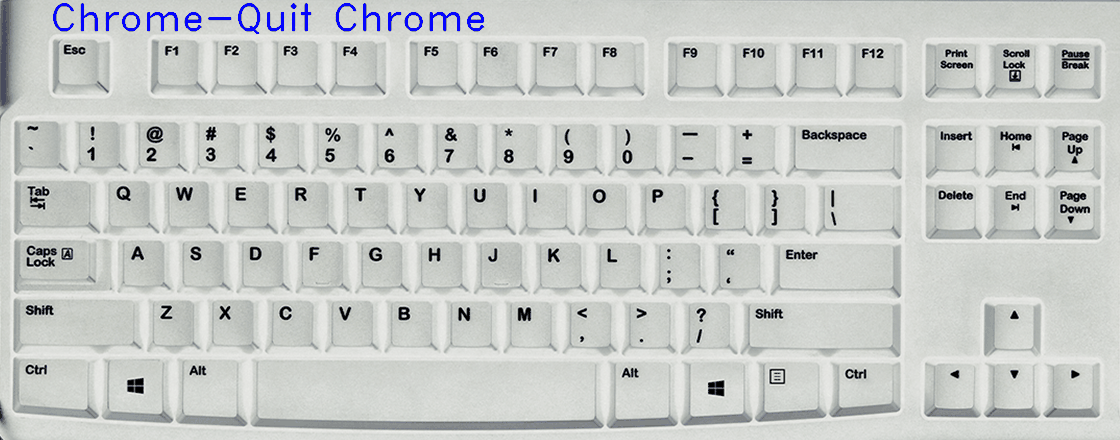 Chrome-Quit Chrome
Esc F1 F2 F3 F4 F5 F6 F7 F8 F9 F10 F11 F12 Print Screen Scroll Lock Pause Break
~ ! @ # $ % ^ & * ( ) — +
` 1 2 3 4 5 6 7 8 9 0 - = Backspace Insert Home Page Up
Tab Q W E R T Y U I O P { } | Delete End Page Down
[ ] \
Caps Lock A A S D F G H J K L : “ Enter
; ‘
Shift Z X C V B N M < > ? Shift
, . /
Ctrl Alt Alt Ctrl